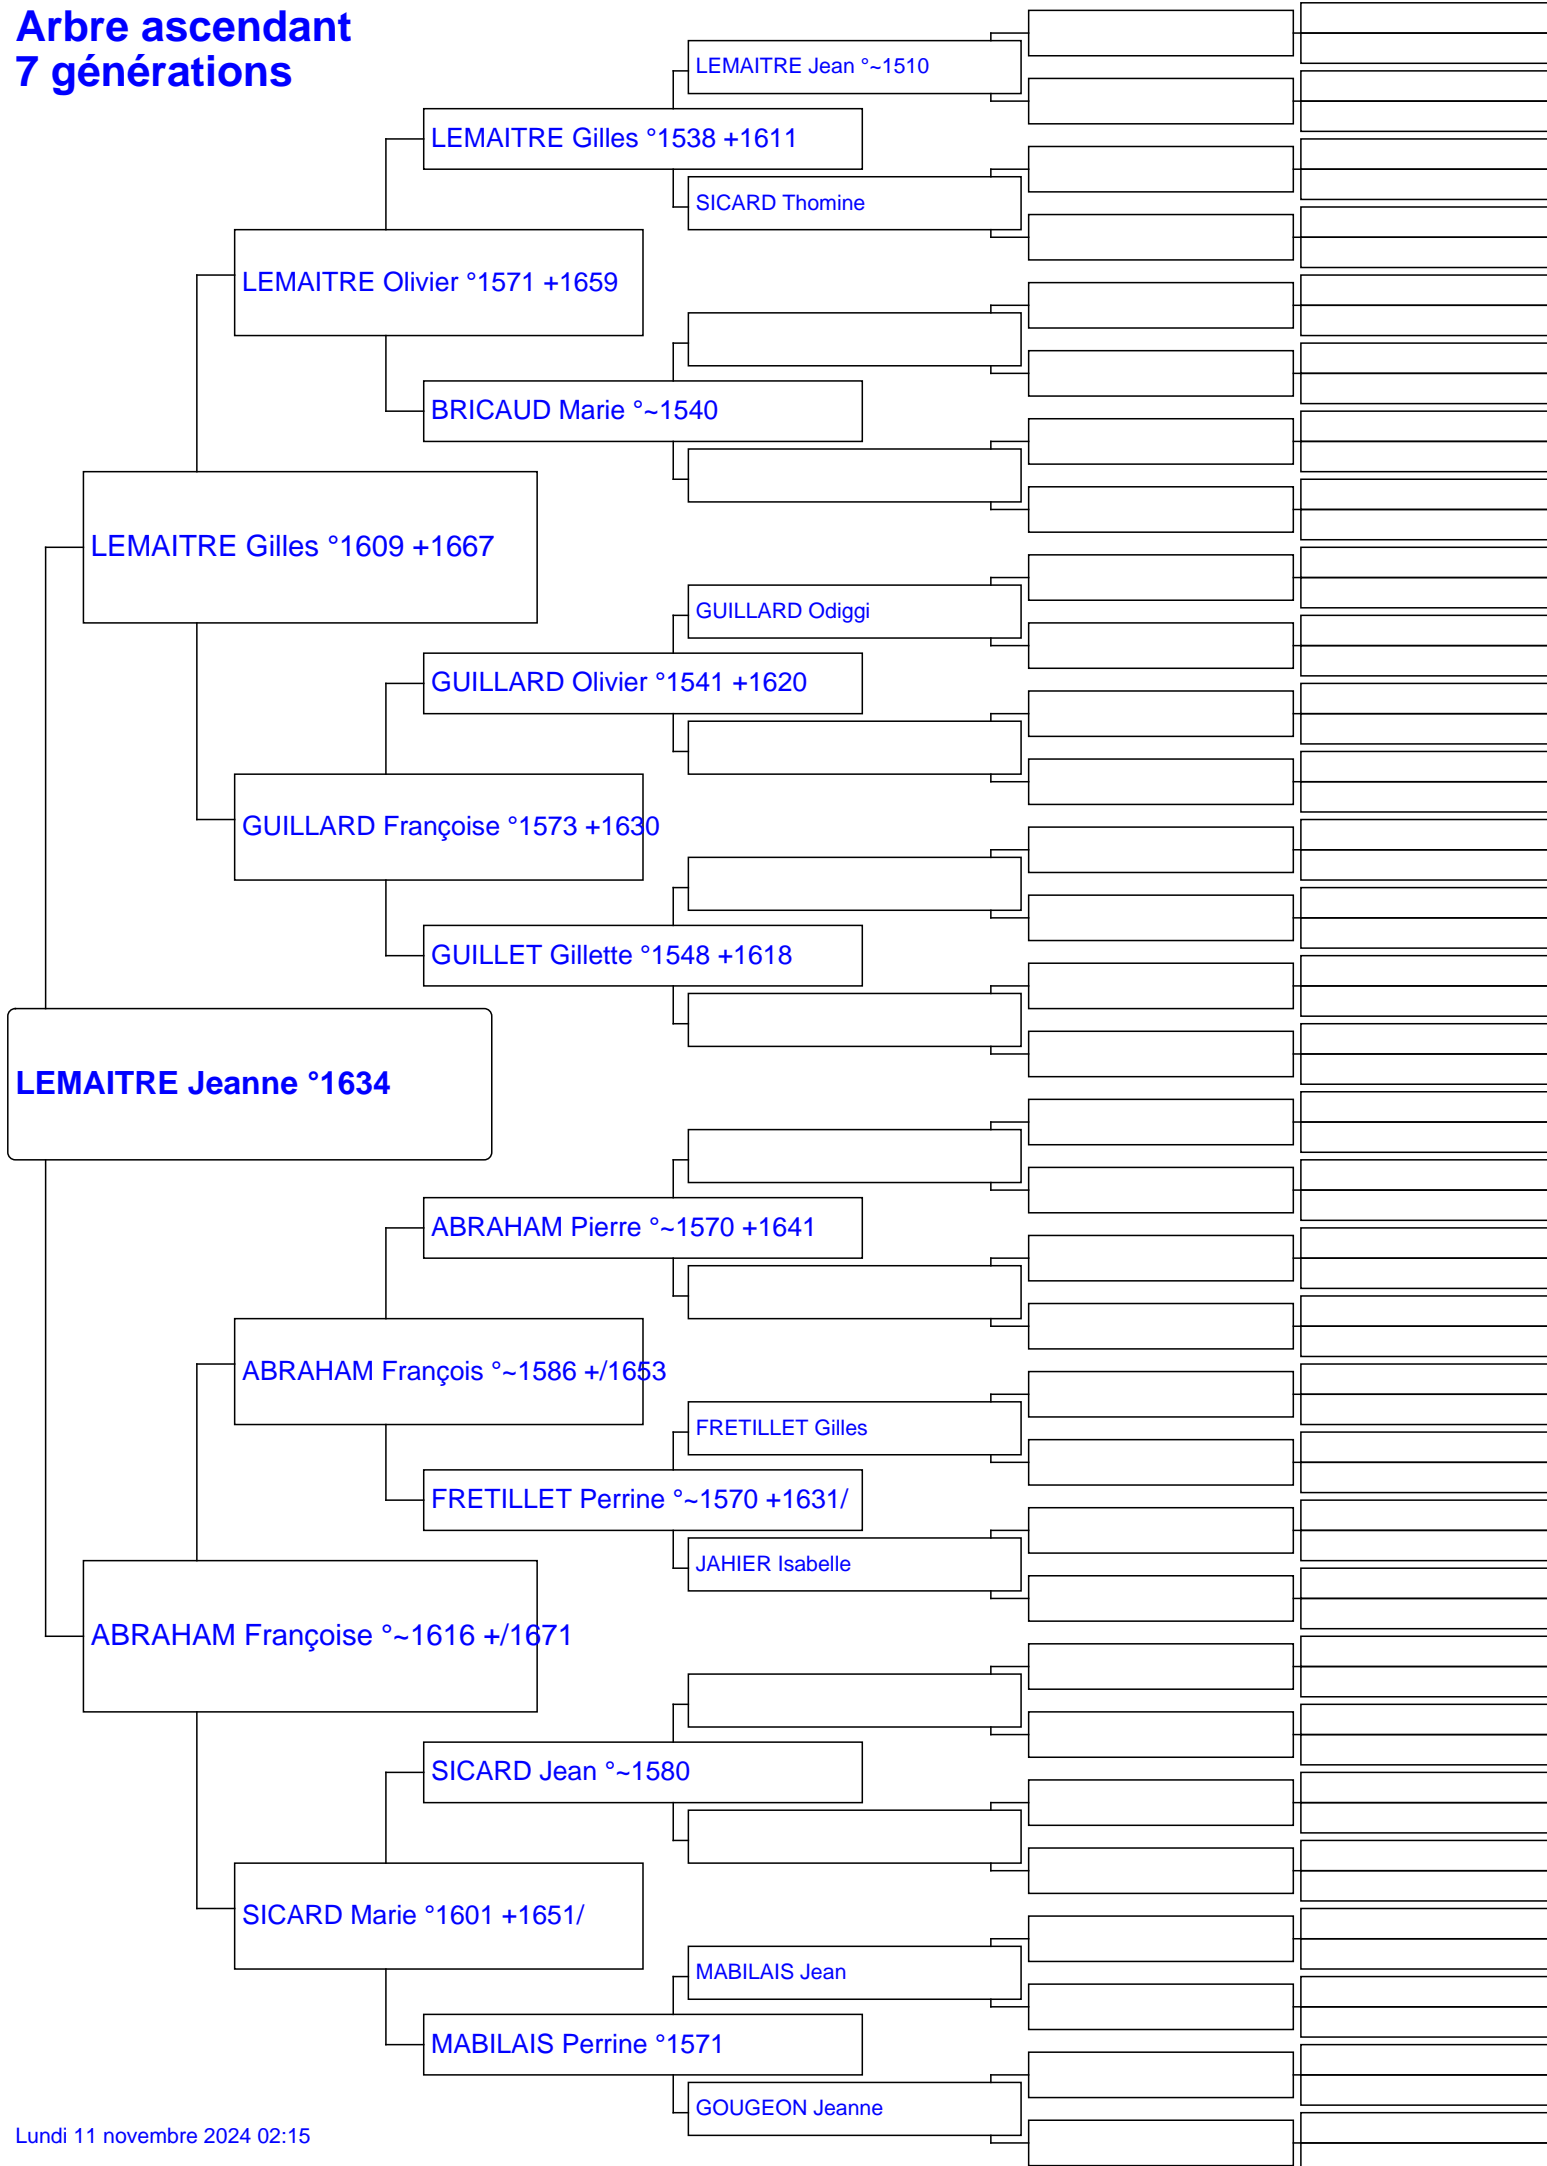 Arbre ascendant
7 générations
LEMAITRE Jean °~1510
LEMAITRE Gilles °1538 +1611
SICARD Thomine
LEMAITRE Olivier °1571 +1659
BRICAUD Marie °~1540
LEMAITRE Gilles °1609 +1667
GUILLARD Odiggi
GUILLARD Olivier °1541 +1620
GUILLARD Françoise °1573 +1630
GUILLET Gillette °1548 +1618
LEMAITRE Jeanne °1634
ABRAHAM Pierre °~1570 +1641
ABRAHAM François °~1586 +/1653
FRETILLET Gilles
FRETILLET Perrine °~1570 +1631/
JAHIER Isabelle
ABRAHAM Françoise °~1616 +/1671
SICARD Jean °~1580
SICARD Marie °1601 +1651/
MABILAIS Jean
MABILAIS Perrine °1571
GOUGEON Jeanne
Lundi 11 novembre 2024 02:15